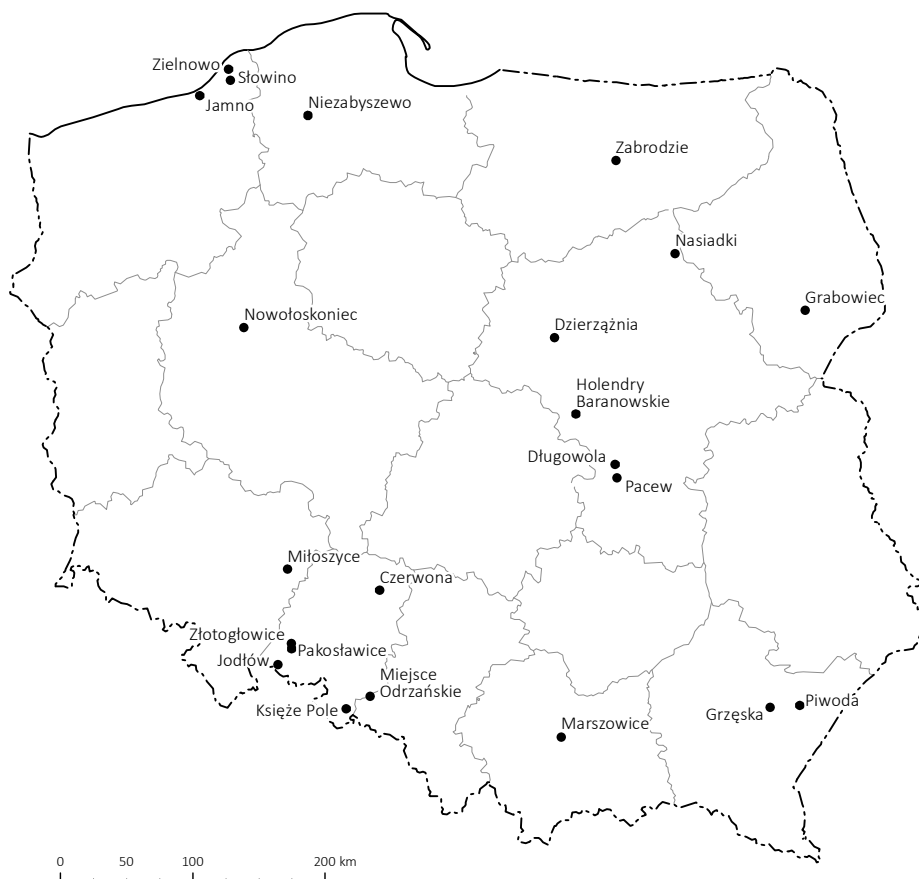 Zielnowo
Słowino
Jamno
Niezabyszewo
Zabrodzie
Nasiadki
Grabowiec
Nowołoskoniec
Dzierzążnia
Holendry
Baranowskie
Długowola
Pacew
Miłoszyce
Czerwona
Złotogłowice
Pakosławice
Jodłów
Miejsce
Odrzańskie
Księże Pole
Marszowice
Grzęska
Piwoda
0 50 100 200 km